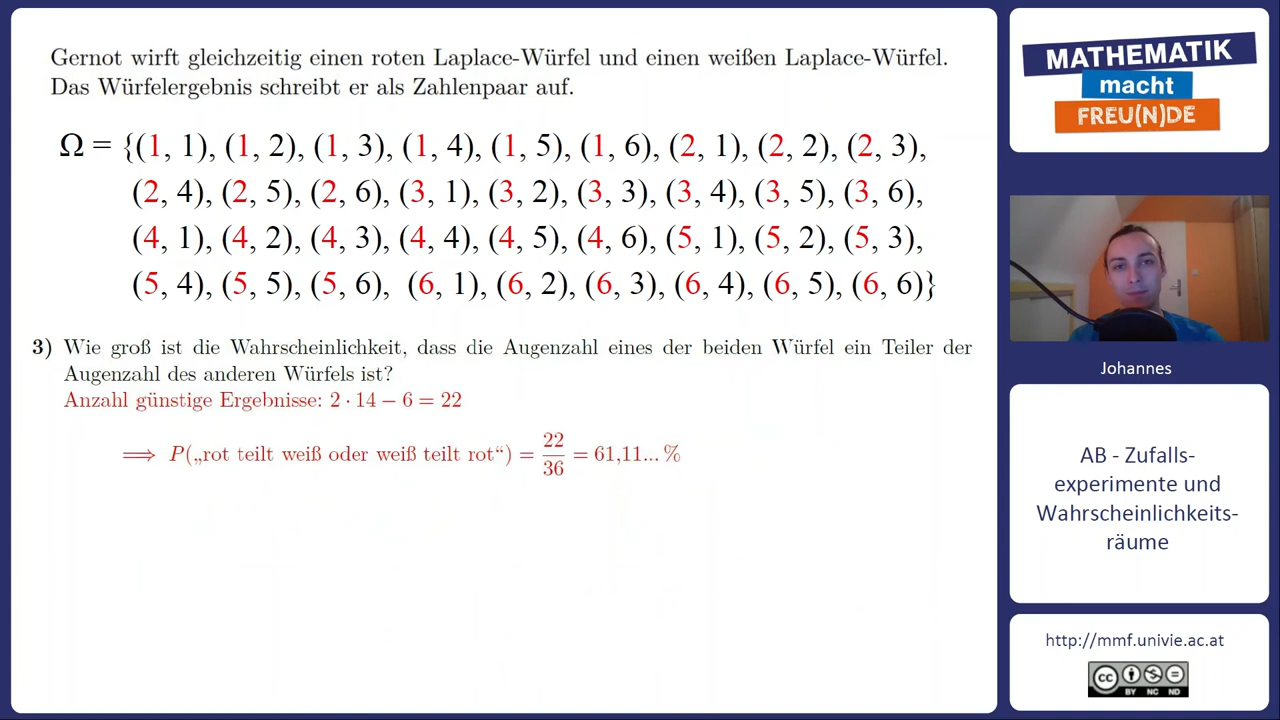 Gernot wirft gleichzeitig einen roten Laplace-Würfel und einen weißen Laplace-Würfel.
Das Würfelergebnis schreibt er als Zahlenpaar auf.
Ω = {(1, 1), (1, 2), (1, 3), (1, 4), (1, 5), (1, 6), (2, 1), (2, 2), (2, 3),
(2, 4), (2, 5), (2, 6), (3, 1), (3, 2), (3, 3), (3, 4), (3, 5), (3, 6),
(4, 1), (4, 2), (4, 3), (4, 4), (4, 5), (4, 6), (5, 1), (5, 2), (5, 3),
(5, 4), (5, 5), (5, 6), (6, 1), (6, 2), (6, 3), (6, 4), (6, 5), (6, 6)}
3) Wie groß ist die Wahrscheinlichkeit, dass die Augenzahl eines der beiden Würfel ein Teiler der
Augenzahl des anderen Würfels ist?
Anzahl günstige Ergebnisse: 2 · 14 − 6 = 22
⟹ P(„rot teilt weiß oder weiß teilt rot“) = 22/36 = 61,11... %
MATHEMATIK
macht
FREU(N)DE
Johannes
AB - Zufalls-
experimente und
Wahrscheinlichkeits-
räume
http://mmf.univie.ac.at
cc
BY NC ND